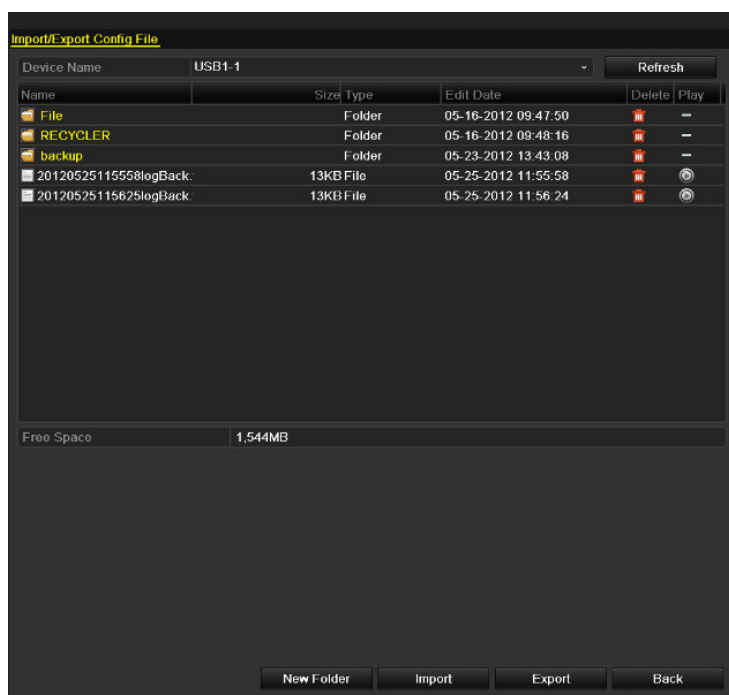 Import/Export Config File
Device Name USB1-1 Refresh
Name Size Type Edit Date Delete Play
File Folder 05-16-2012 09:47:50 –
RECYCLER Folder 05-16-2012 09:48:16 –
backup Folder 05-23-2012 13:43:08 –
20120525115558logBack. 13KB File 05-25-2012 11:55:58
20120525115625logBack. 13KB File 05-25-2012 11:56:24
Free Space 1,544MB
New Folder Import Export Back